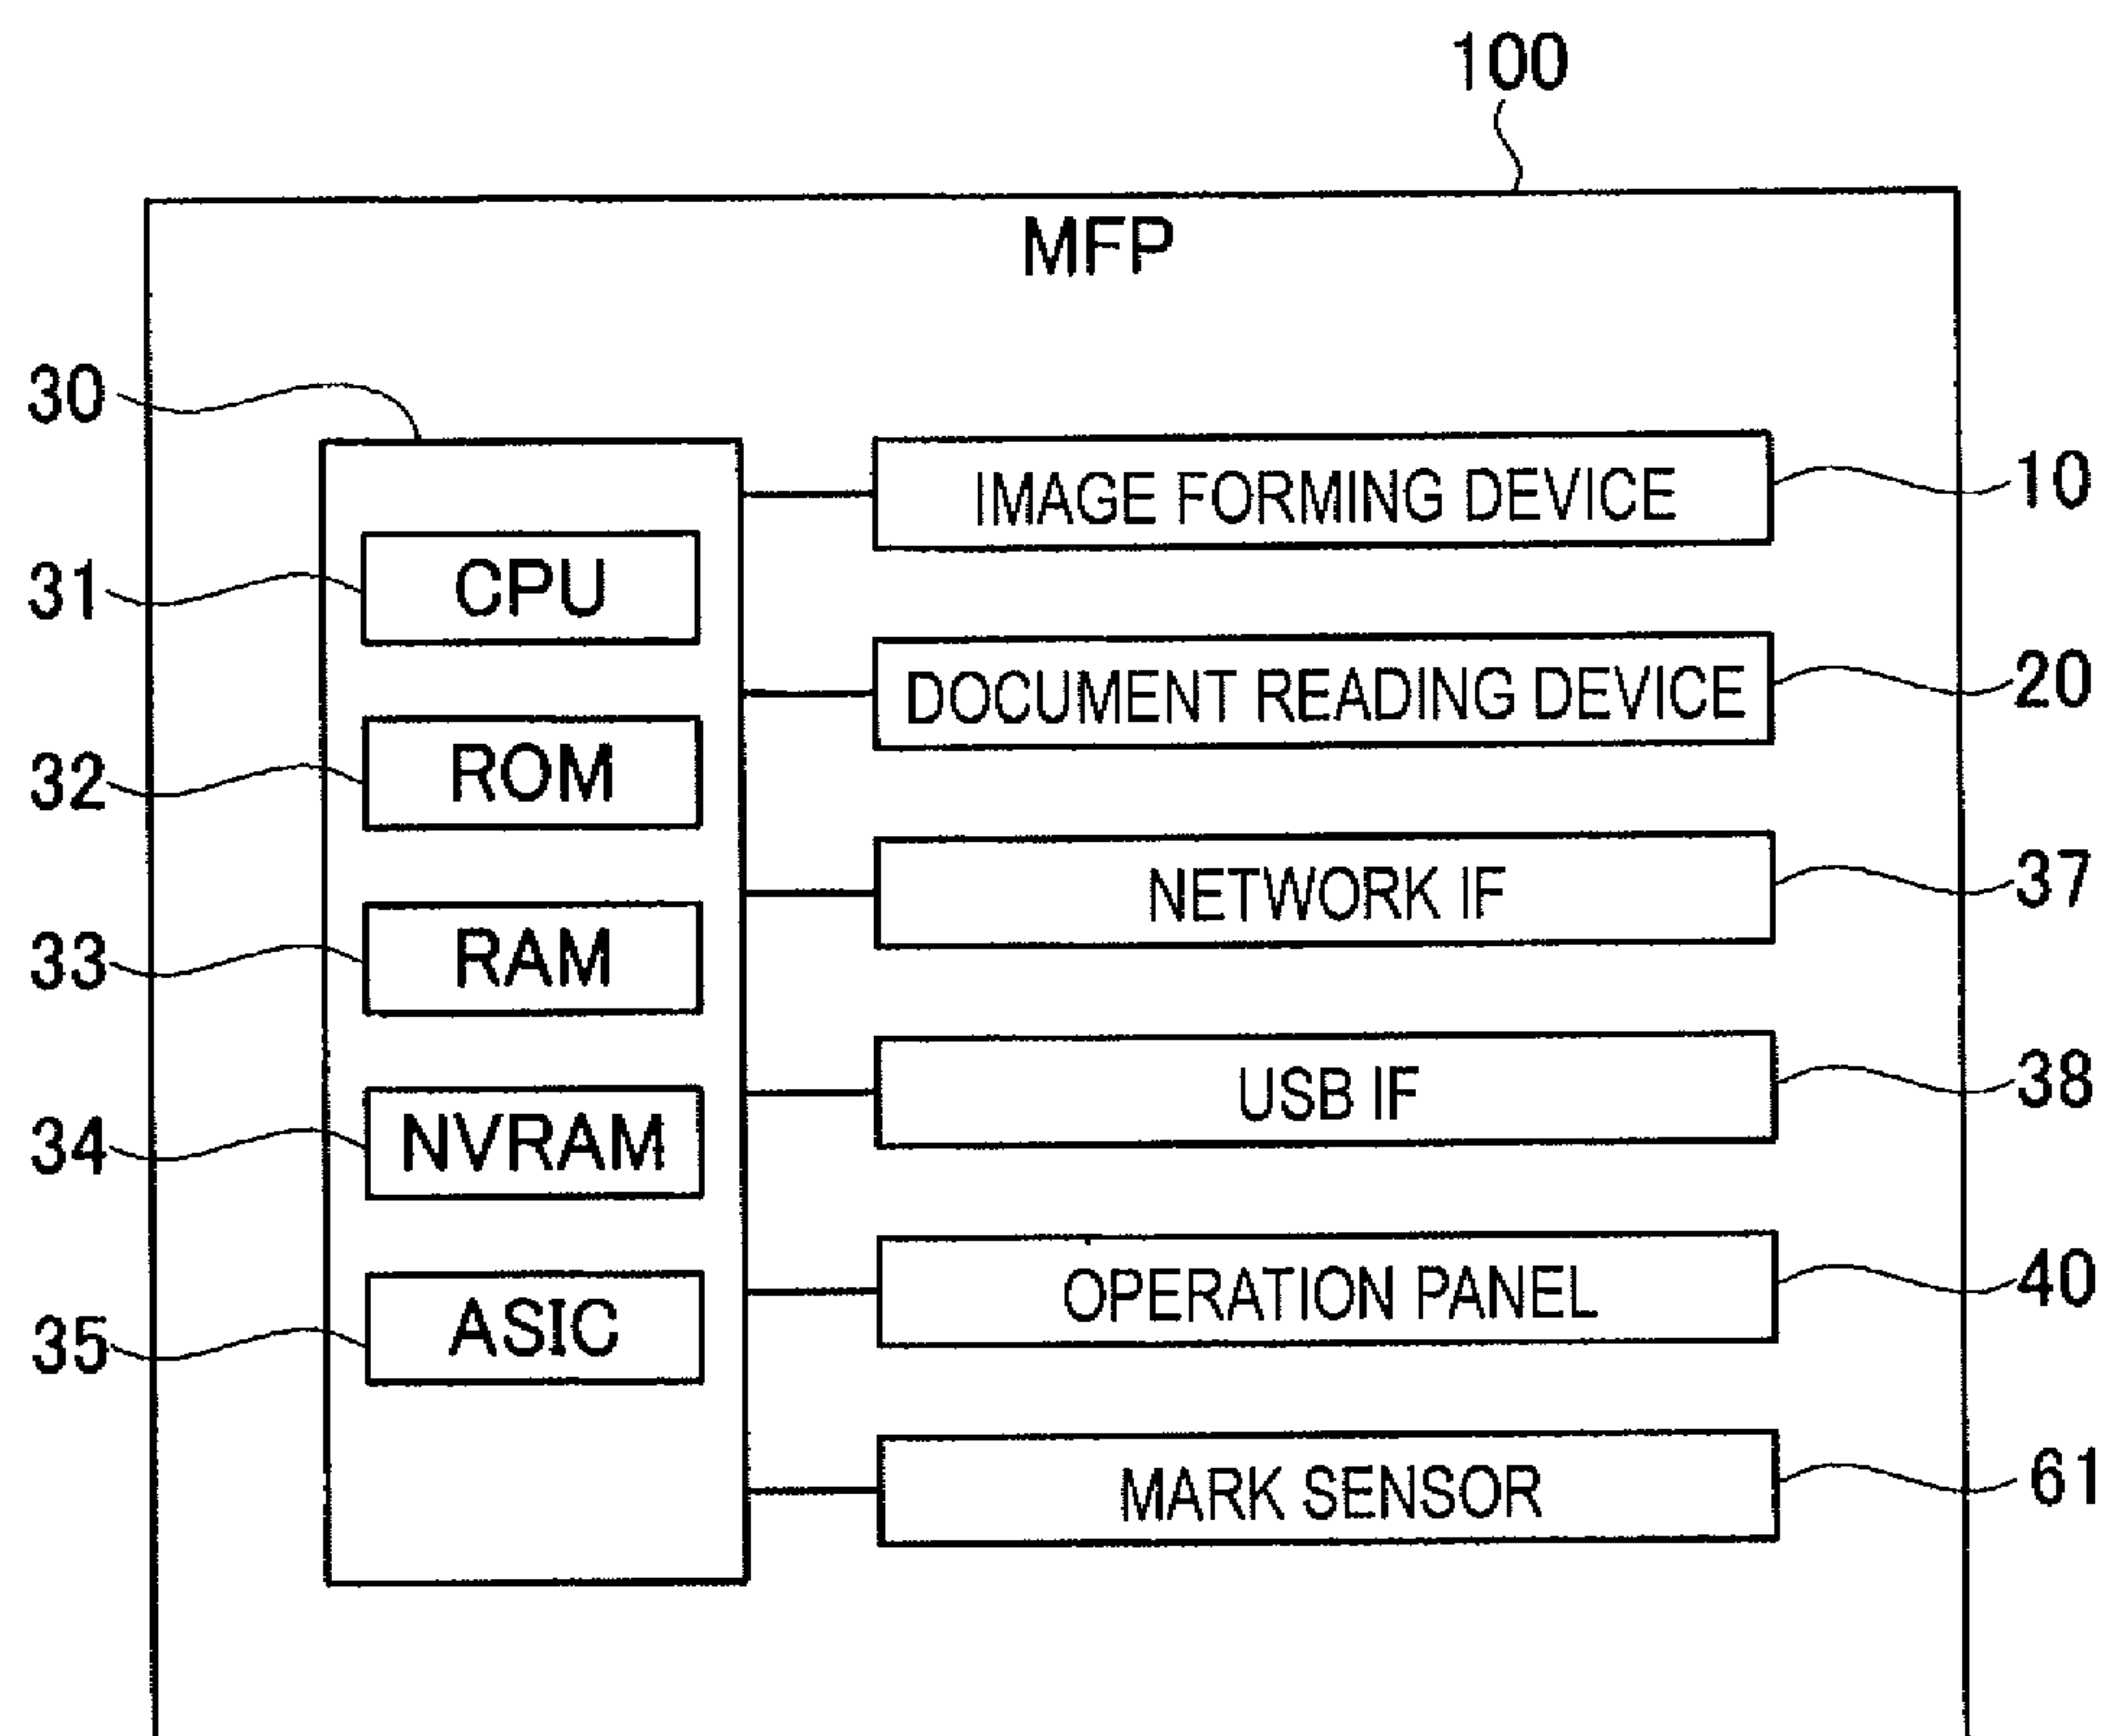 100
MFP
30
IMAGE FORMING DEVICE
10
31
CPU
DOCUMENT READING DEVICE
20
32
ROM
NETWORK IF
37
33
RAM
USB IF
38
34
NVRAM
OPERATION PANEL
40
35
ASIC
MARK SENSOR
61